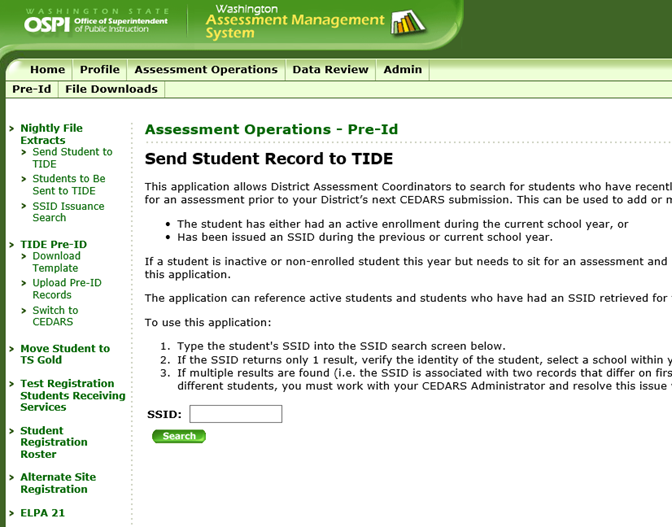 WASHINGTON STATE
OSPI Office of Superintendent
of Public Instruction
Washington
Assessment Management
System
Home Profile Assessment Operations Data Review Admin
Pre-Id File Downloads
> Nightly File
Extracts
> Send Student to
TIDE
> Students to Be
Sent to TIDE
> SSID Issuance
Search
> TIDE Pre-ID
> Download
Template
> Upload Pre-ID
Records
> Switch to
CEDARS
> Move Student to
TS Gold
> Test Registration
Students Receiving
Services
> Student
Registration
Roster
> Alternate Site
Registration
> ELPA 21
Assessment Operations - Pre-Id
Send Student Record to TIDE
This application allows District Assessment Coordinators to search for students who have
for an assessment prior to your District's next CEDARS submission. This can be used to add or
• The student has either had an active enrollment during the current school year, or
• Has been issued an SSID during the previous or current school year.
If a student is inactive or non-enrolled student this year but needs to sit for an assessment and
this application.
The application can reference active students and students who have had an SSID retrieved for
To use this application:
1. Type the student's SSID into the SSID search screen below.
2. If the SSID returns only 1 result, verify the identity of the student, select a school within
3. If multiple results are found (i.e. the SSID is associated with two records that differ on
different students, you must work with your CEDARS Administrator and resolve this issue
SSID:
Search